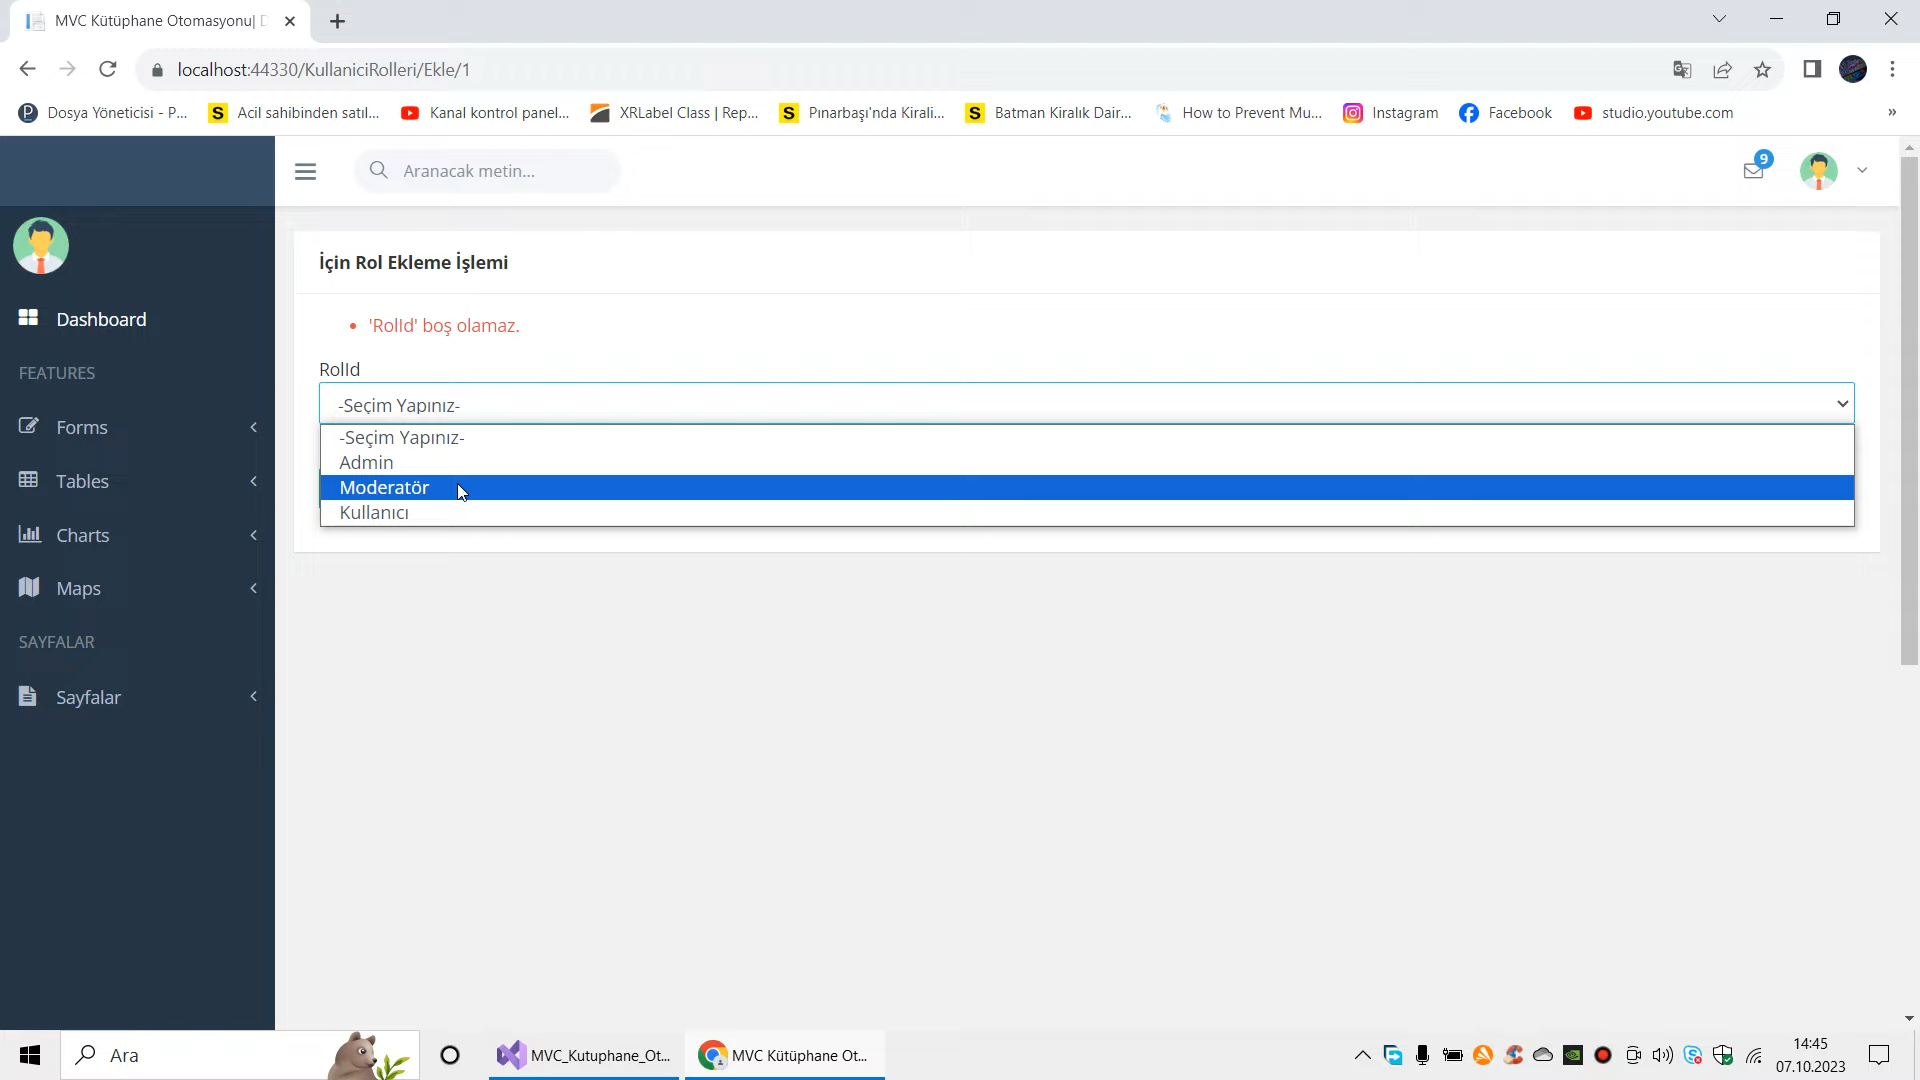 MVC Kütüphane Otomasyonu| D
localhost:44330/KullaniciRolleri/Ekle/1
Dosya Yöneticisi - P...
Acil sahibinden satıl...
Kanal kontrol panel...
XRLabel Class | Rep...
Pınarbaşı'nda Kirali...
Batman Kiralık Dair...
How to Prevent Mu...
Instagram
Facebook
studio.youtube.com
»
Aranacak metin...
9
İçin Rol Ekleme İşlemi
'RolId' boş olamaz.
RolId
-Seçim Yapınız-
-Seçim Yapınız-
Admin
Moderatör
Kullanıcı
Dashboard
FEATURES
Forms
Tables
Charts
Maps
SAYFALAR
Sayfalar
Ara
MVC_Kutuphane_Ot...
MVC Kütüphane Ot...
14:45
07.10.2023